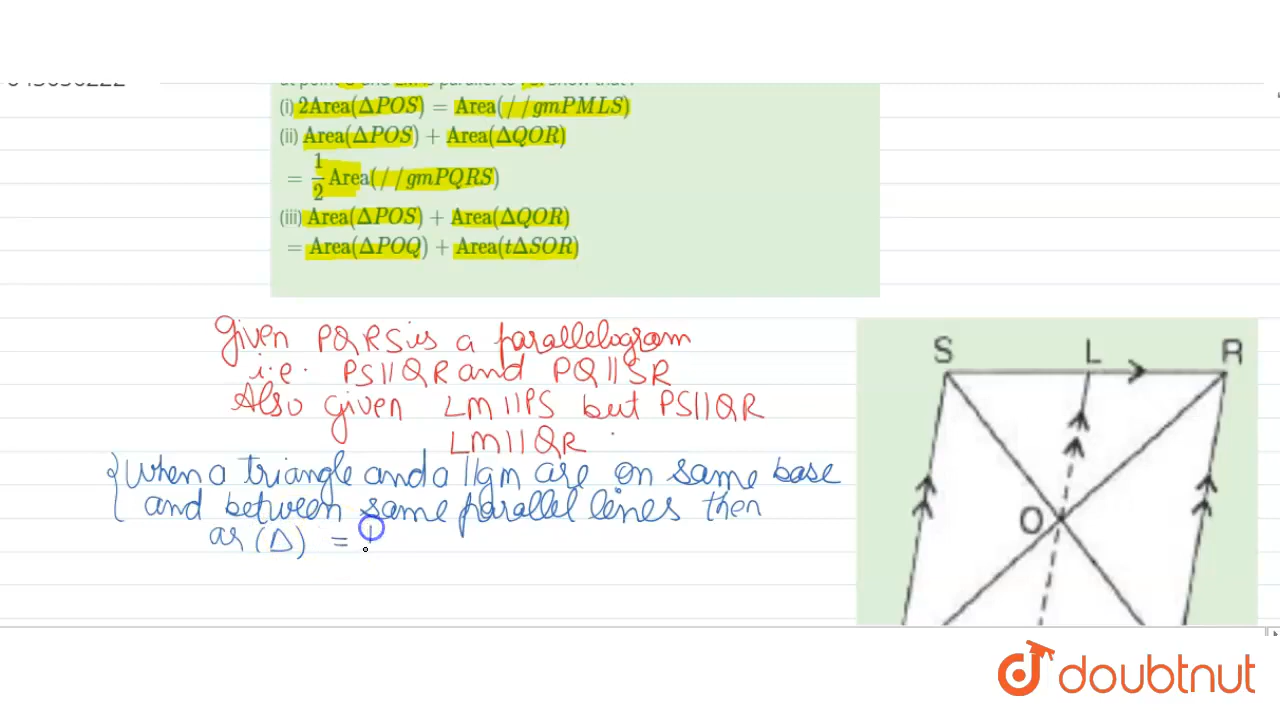 (i) 2Area(ΔPOS) = Area(//gmPMLS)
(ii) Area(ΔPOS) + Area(ΔQOR)
= 1/2 Area(//gmPQRS)
(iii) Area(ΔPOS) + Area(ΔQOR)
= Area(ΔPOQ) + Area(tΔSOR)
Given PQRS is a parallelogram
i.e. PS||QR and PQ||SR
Also given LM||PS but PS||QR
LM||QR
{When a triangle and a ||gm are on same base
and between same parallel lines then
ar(Δ) =
S L R
O
doubtnut